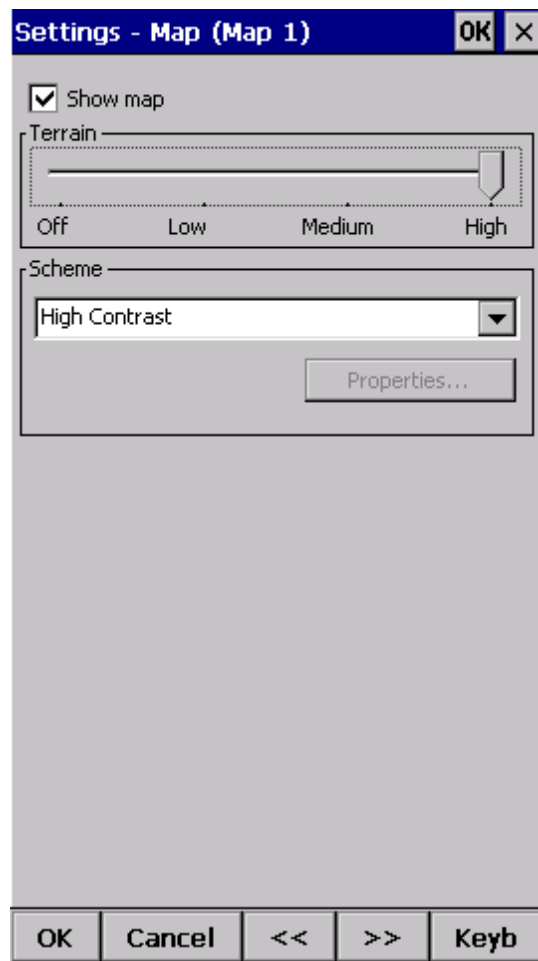 Settings - Map (Map 1) OK ×
Show map
Terrain
Off Low Medium High
Scheme
High Contrast
Properties...
OK Cancel << >> Keyb